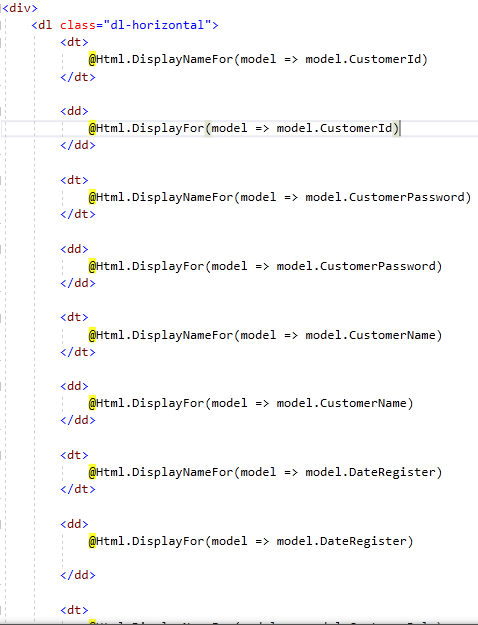 <div>
<dl class="dl-horizontal">
<dt>
@Html.DisplayNameFor(model => model.CustomerId)
</dt>
<dd>
@Html.DisplayFor(model => model.CustomerId)
</dd>
<dt>
@Html.DisplayNameFor(model => model.CustomerPassword)
</dt>
<dd>
@Html.DisplayFor(model => model.CustomerPassword)
</dd>
<dt>
@Html.DisplayNameFor(model => model.CustomerName)
</dt>
<dd>
@Html.DisplayFor(model => model.CustomerName)
</dd>
<dt>
@Html.DisplayNameFor(model => model.DateRegister)
</dt>
<dd>
@Html.DisplayFor(model => model.DateRegister)
</dd>
<dt>